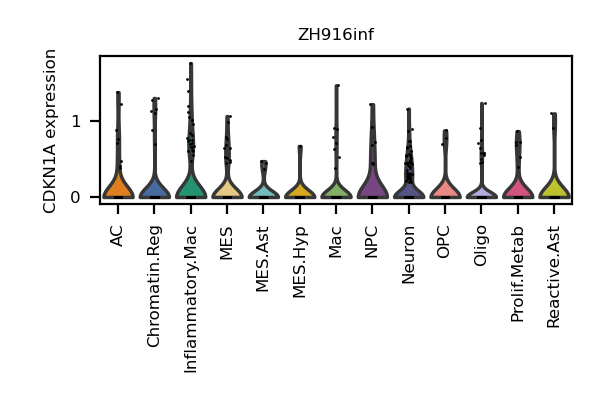 ZH916inf
CDKN1A expression
1
0
AC
Chromatin.Reg
Inflammatory.Mac
MES
MES.Ast
MES.Hyp
Mac
NPC
Neuron
OPC
Oligo
Prolif.Metab
Reactive.Ast